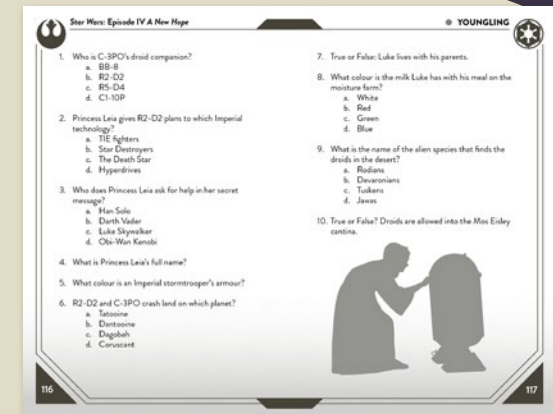 Star Wars: Episode IV A New Hope
YOUNGLING
1. Who is C-3PO's droid companion?
a. BB-8
b. R2-D2
c. R5-D4
d. C1-10P
2. Princess Leia gives R2-D2 plans to which Imperial
technology?
a. TIE fighters
b. Star Destroyers
c. The Death Star
d. Hyperdrives
3. Who does Princess Leia ask for help in her secret
message?
a. Han Solo
b. Darth Vader
c. Luke Skywalker
d. Obi-Wan Kenobi
4. What is Princess Leia's full name?
5. What colour is an Imperial stormtrooper's armour?
6. R2-D2 and C-3PO crash land on which planet?
a. Tatooine
b. Dantooine
c. Dagobah
d. Coruscant
7. True or False: Luke lives with his parents.
8. What colour is the milk Luke has with his meal on the
moisture farm?
a. White
b. Red
c. Green
d. Blue
9. What is the name of the alien species that finds the
droids in the desert?
a. Rodians
b. Devaronians
c. Tuskens
d. Jawas
10. True or False? Droids are allowed into the Mos Eisley
cantina.
116
117